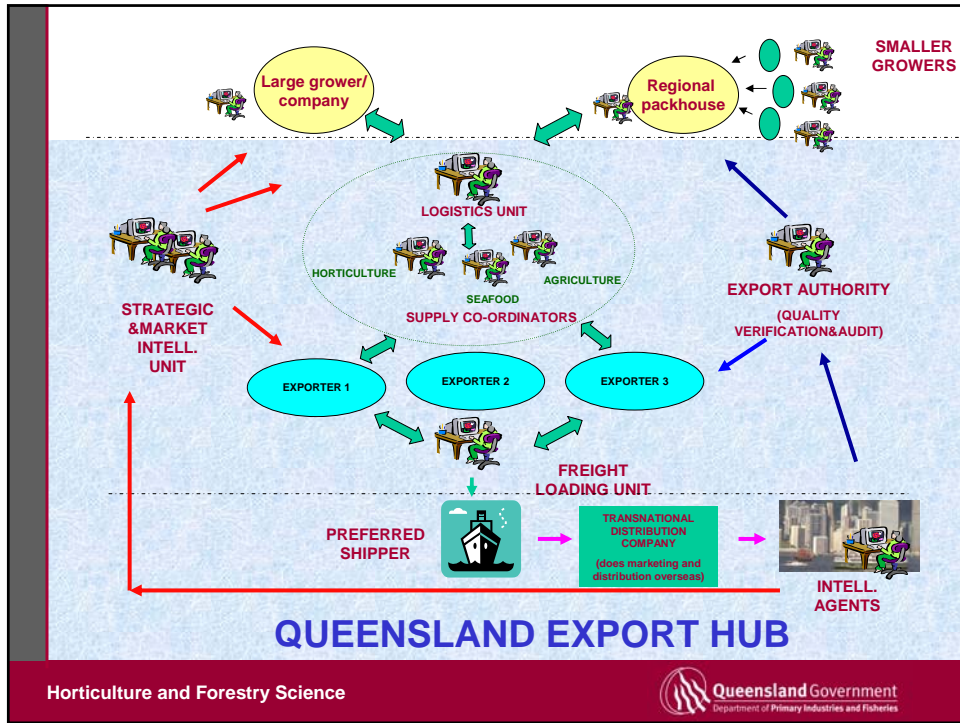 Large grower/
company
Regional
packhouse
SMALLER
GROWERS
LOGISTICS UNIT
HORTICULTURE
AGRICULTURE
SEAFOOD
SUPPLY CO-ORDINATORS
STRATEGIC
&MARKET
INTELL.
UNIT
EXPORT AUTHORITY
(QUALITY
VERIFICATION&AUDIT)
EXPORTER 1
EXPORTER 2
EXPORTER 3
FREIGHT
LOADING UNIT
PREFERRED
SHIPPER
TRANSNATIONAL
DISTRIBUTION
COMPANY
(does marketing and
distribution overseas)
INTELL.
AGENTS
QUEENSLAND EXPORT HUB
Horticulture and Forestry Science
Queensland Government
Department of Primary Industries and Fisheries